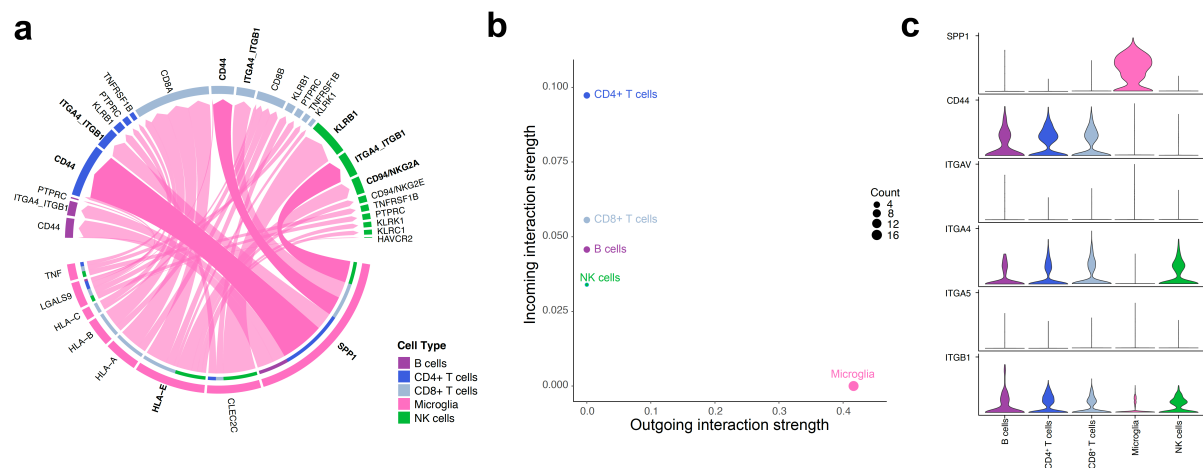 a
CD44
ITGA4_ITGB1
PTPRC
CD44
ITGA4_ITGB1
KLRB1
PTPRC
TNFRSF1B
CD8A
CD44
ITGA4_ITGB1
CD8B
KLRB1
PTPRC
TNFRSF1B
KLRK1
KLRB1
ITGA4_ITGB1
CD94/NKG2A
CD94/NKG2E
TNFRSF1B
PTPRC
KLRK1
KLRC1
HAVCR2
TNF
LGALS9
HLA−C
HLA−B
HLA−A
HLA−E
CLEC2C
SPP1
Cell Type
B cells
CD4+ T cells
CD8+ T cells
Microglia
NK cells
b
Incoming interaction strength
0.100
0.075
0.050
0.025
0.000
CD4+ T cells
CD8+ T cells
B cells
NK cells
Microglia
0.0
0.1
0.2
0.3
0.4
Outgoing interaction strength
Count
4
8
12
16
c
SPP1
CD44
ITGAV
ITGA4
ITGA5
ITGB1
B cells
CD4⁺ T cells
CD8⁺ T cells
Microglia
NK cells